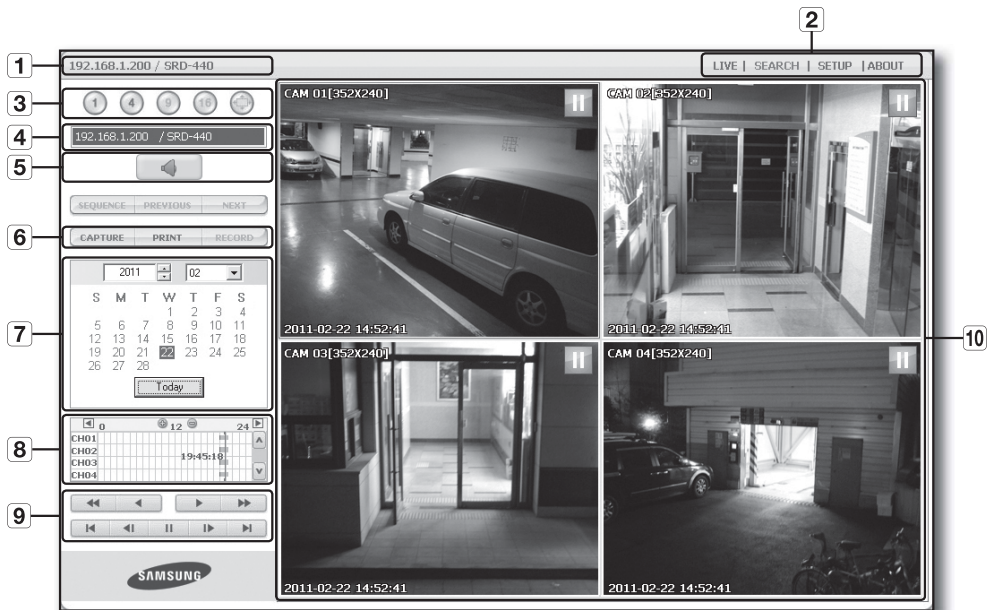 2
1
192.168.1.200 / SRD-440
LIVE | SEARCH | SETUP | ABOUT
3
1 4 9 16
4
192.168.1.200 / SRD-440
5
SEQUENCE PREVIOUS NEXT
6
CAPTURE PRINT RECORD
7
2011 02
S M T W T F S
1 2 3 4
5 6 7 8 9 10 11
12 13 14 15 16 17 18
19 20 21 22 23 24 25
26 27 28
Today
8
0 12 24
CH01
CH02
19:45:18
CH03
CH04
9
SAMSUNG
CAM 01[352X240]
2011-02-22 14:52:41
CAM 02[352X240]
2011-02-22 14:52:41
CAM 03[352X240]
2011-02-22 14:52:41
CAM 04[352X240]
2011-02-22 14:52:41
10